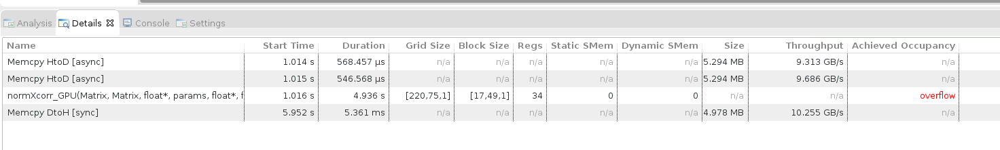 Analysis Details Console Settings
Name Start Time Duration Grid Size Block Size Regs Static SMem Dynamic SMem Size Throughput Achieved Occupancy
Memcpy HtoD [async] 1.014 s 568.457 µs n/a n/a n/a n/a n/a 5.294 MB 9.313 GB/s n/a
Memcpy HtoD [async] 1.015 s 546.568 µs n/a n/a n/a n/a n/a 5.294 MB 9.686 GB/s n/a
normXcorr_GPU(Matrix, Matrix, float*, params, float*, f 1.016 s 4.936 s [220,75,1] [17,49,1] 34 0 0 n/a n/a overflow
Memcpy DtoH [sync] 5.952 s 5.361 ms n/a n/a n/a n/a n/a 4.978 MB 10.255 GB/s n/a